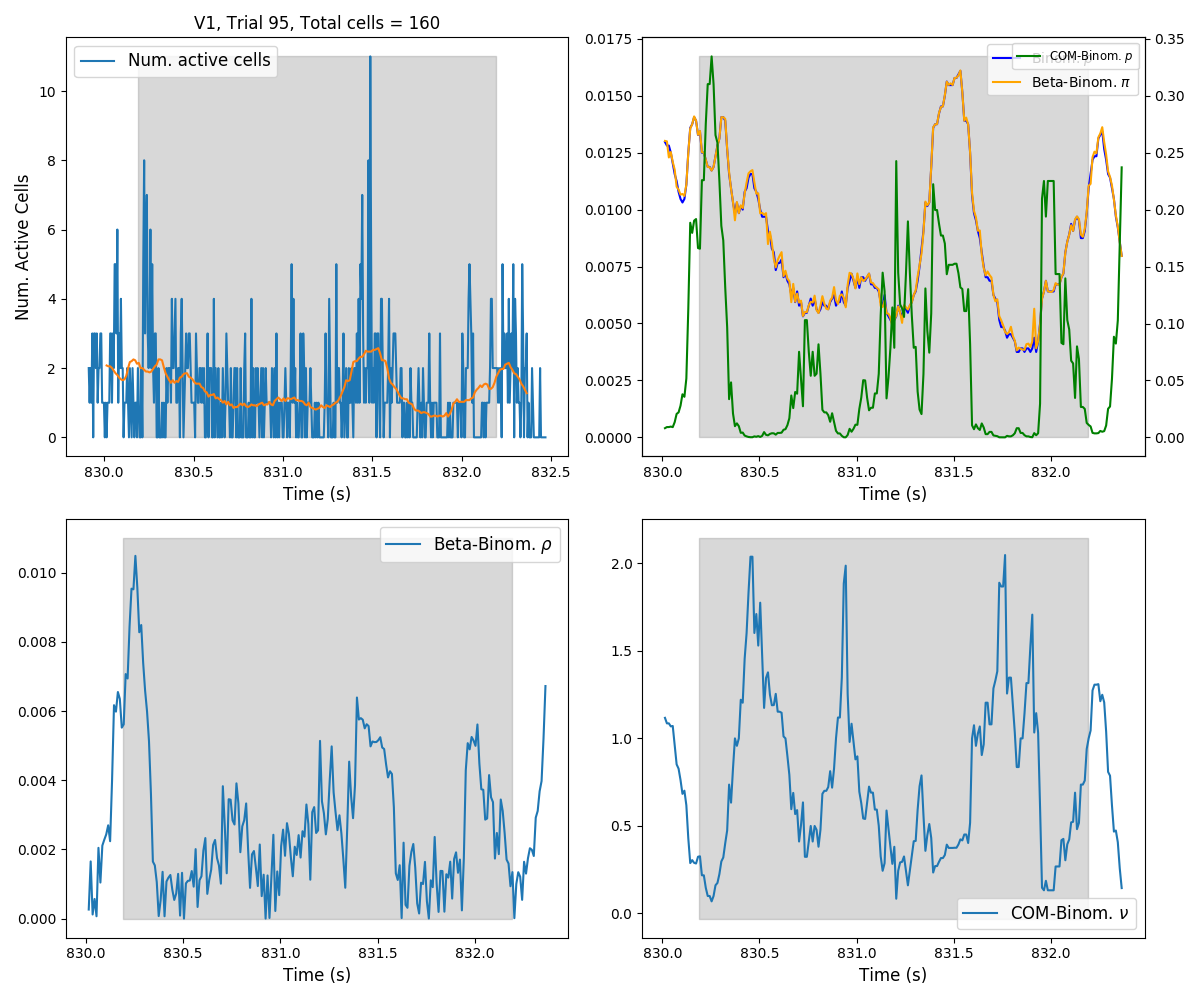 V1, Trial 95, Total cells = 160
Num. active cells
Num. Active Cells
10
8
6
4
2
0
830.0 830.5 831.0 831.5 832.0 832.5
Time (s)
COM-Binom. p
Beta-Binom. π
0.0175
0.0150
0.0125
0.0100
0.0075
0.0050
0.0025
0.0000
0.35
0.30
0.25
0.20
0.15
0.10
0.05
0.00
830.0 830.5 831.0 831.5 832.0
Time (s)
Beta-Binom. ρ
0.010
0.008
0.006
0.004
0.002
0.000
830.0 830.5 831.0 831.5 832.0
Time (s)
2.0
1.5
1.0
0.5
0.0
COM-Binom. ν
830.0 830.5 831.0 831.5 832.0
Time (s)